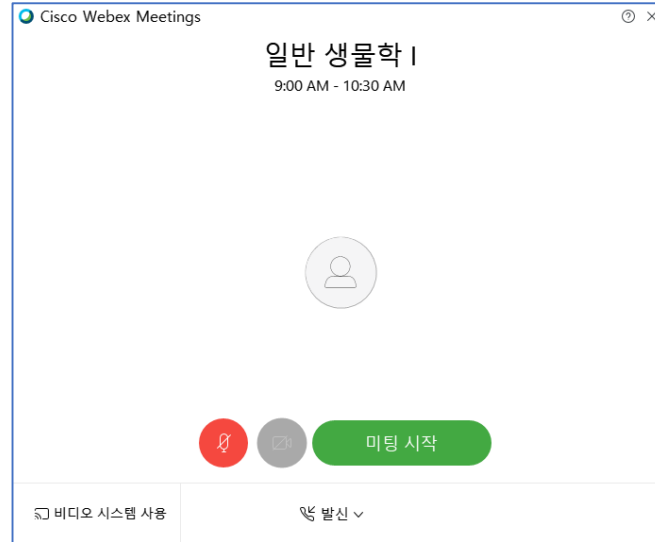 Cisco Webex Meetings
일반 생물학 I
9:00 AM - 10:30 AM
미팅 시작
비디오 시스템 사용
발신